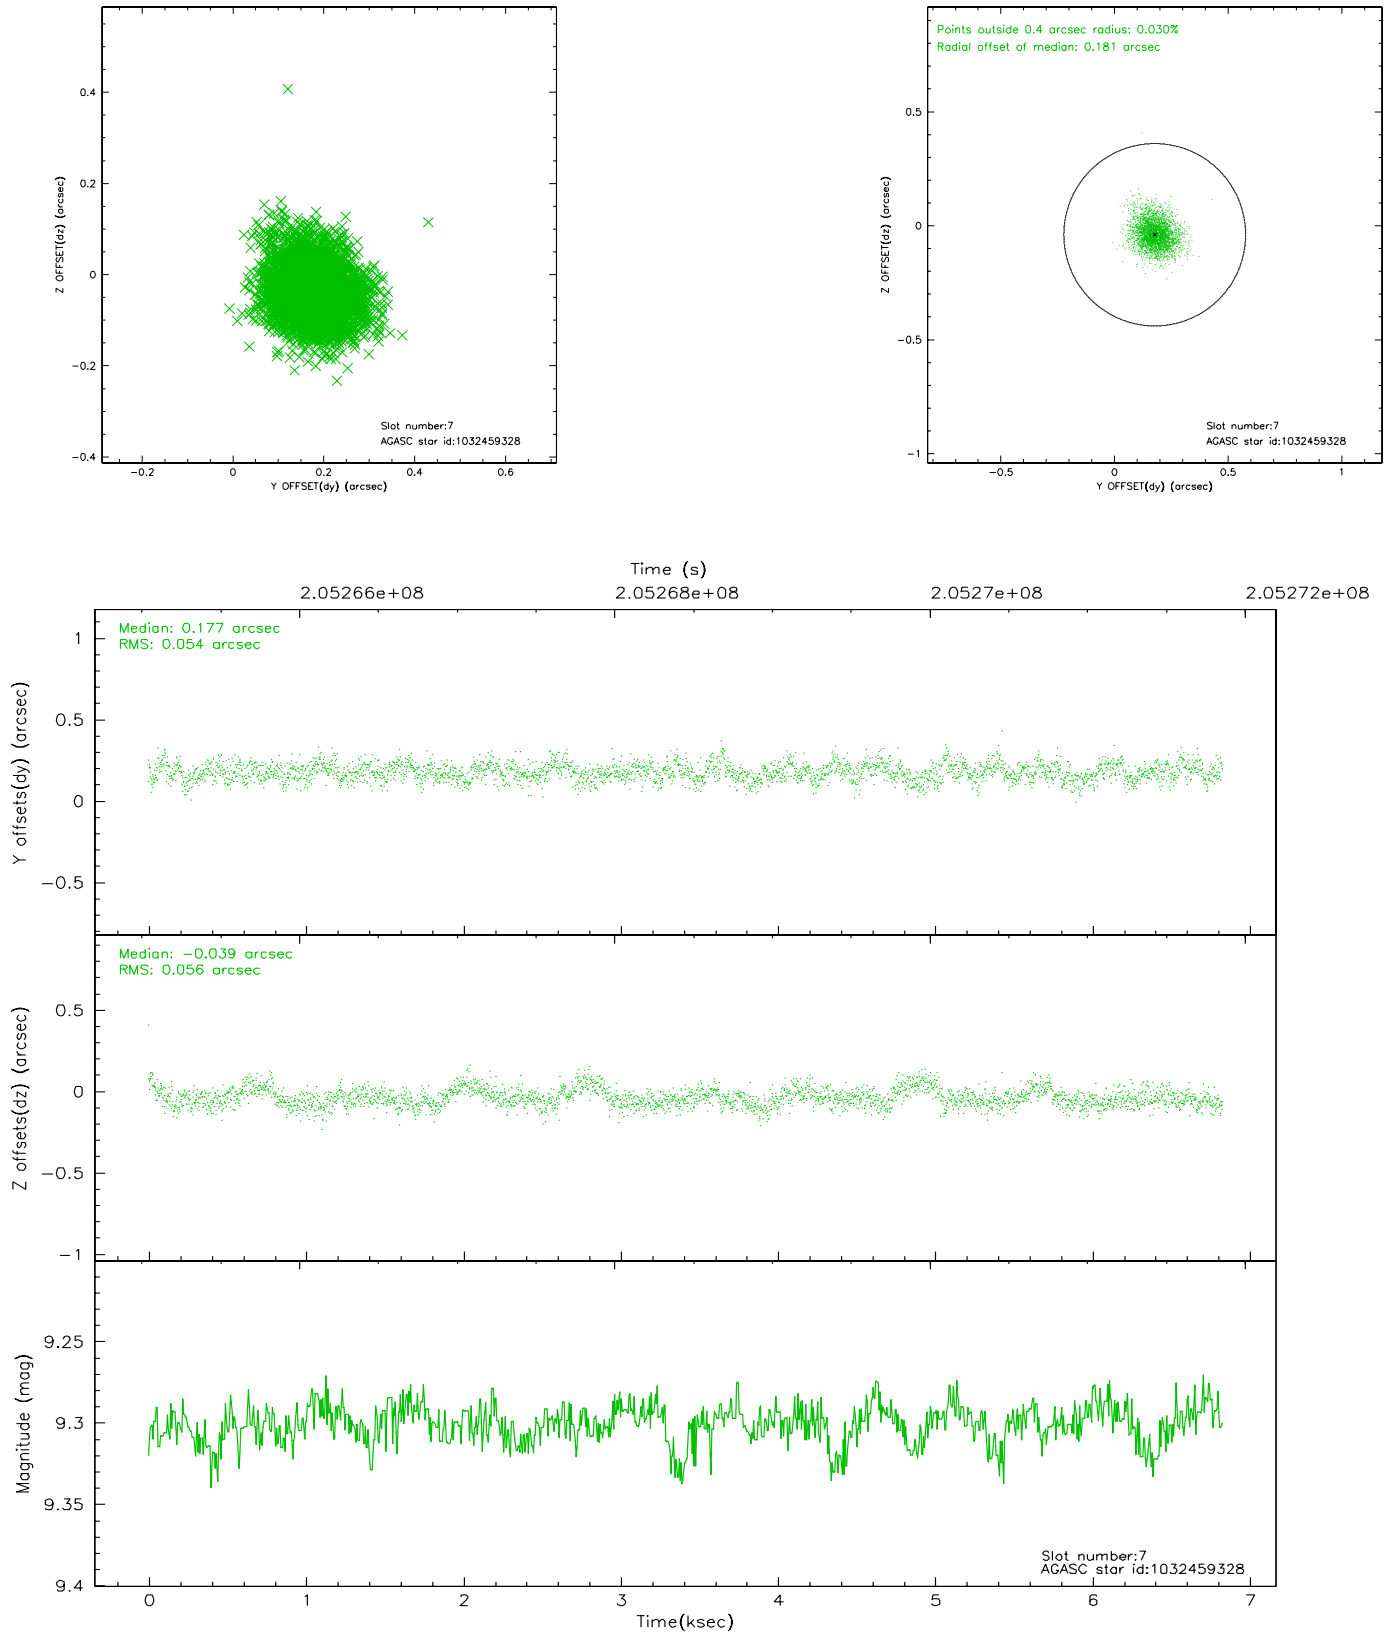 0.4
0.2
0
−0.2
−0.4
Z OFFSET(dz) (arcsec)
Slot number:7
AGASC star id:1032459328
−0.2 0 0.2 0.4 0.6
Y OFFSET(dy) (arcsec)
Points outside 0.4 arcsec radius: 0.030%
Radial offset of median: 0.181 arcsec
0.5
0
−0.5
−1
Z OFFSET(dz) (arcsec)
Slot number:7
AGASC star id:1032459328
−0.5 0 0.5 1
Y OFFSET(dy) (arcsec)
Time (s)
2.05266e+08 2.05268e+08 2.0527e+08 2.05272e+08
Median: 0.177 arcsec
RMS: 0.054 arcsec
1
0.5
0
−0.5
Y offsets(dy) (arcsec)
Median: −0.039 arcsec
RMS: 0.056 arcsec
0.5
0
−0.5
−1
Z offsets(dz) (arcsec)
9.25
9.3
9.35
9.4
Magnitude (mag)
Slot number:7
AGASC star id:1032459328
0 1 2 3 4 5 6 7
Time(ksec)